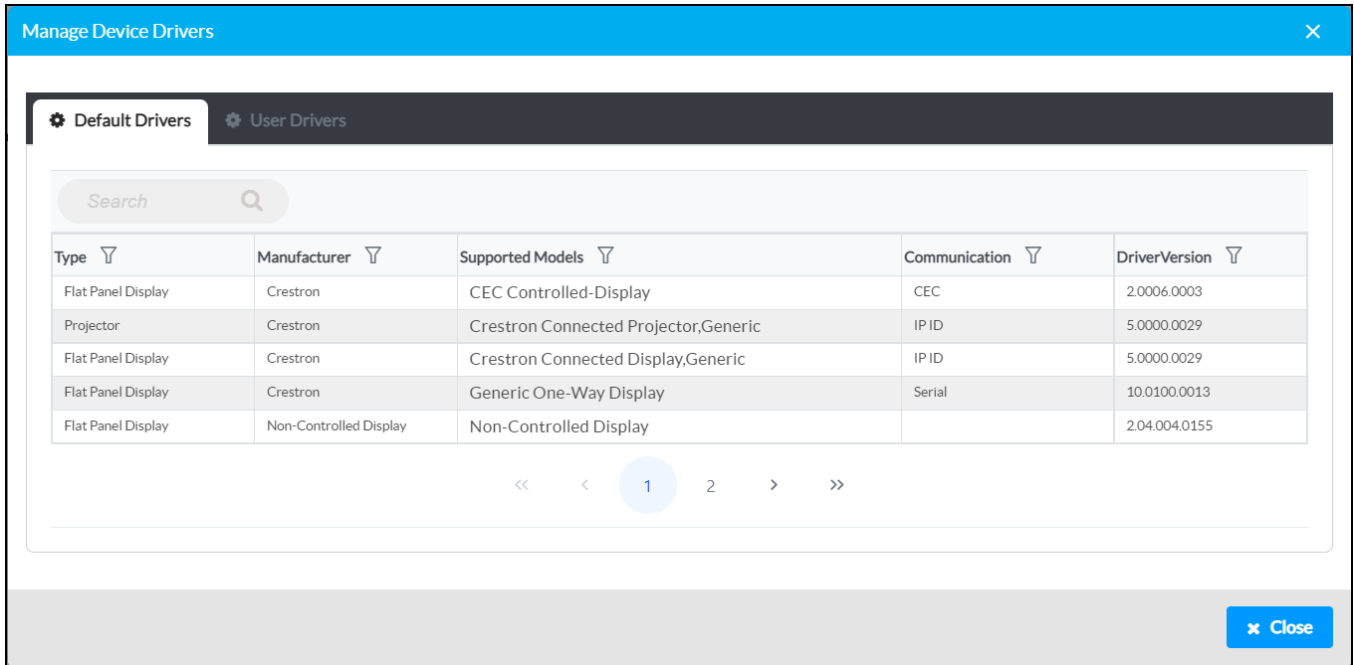 Manage Device Drivers
Default Drivers User Drivers
Search
Type Manufacturer Supported Models Communication DriverVersion
Flat Panel Display Crestron CEC Controlled-Display CEC 2.0006.0003
Projector Crestron Crestron Connected Projector,Generic IP ID 5.0000.0029
Flat Panel Display Crestron Crestron Connected Display,Generic IP ID 5.0000.0029
Flat Panel Display Crestron Generic One-Way Display Serial 10.0100.0013
Flat Panel Display Non-Controlled Display Non-Controlled Display 2.04.004.0155
1 2
Close